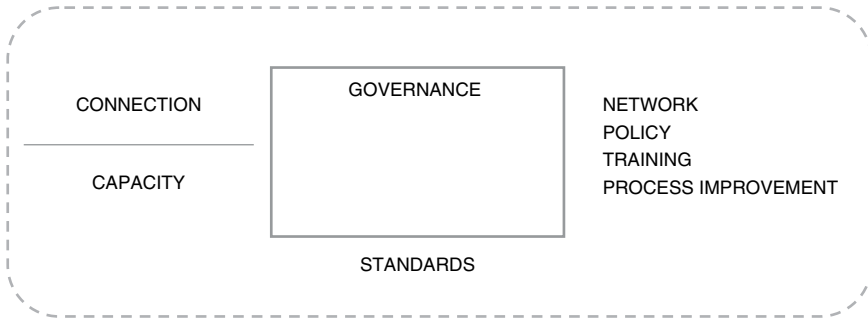 CONNECTION
CAPACITY
GOVERNANCE
STANDARDS
NETWORK
POLICY
TRAINING
PROCESS IMPROVEMENT